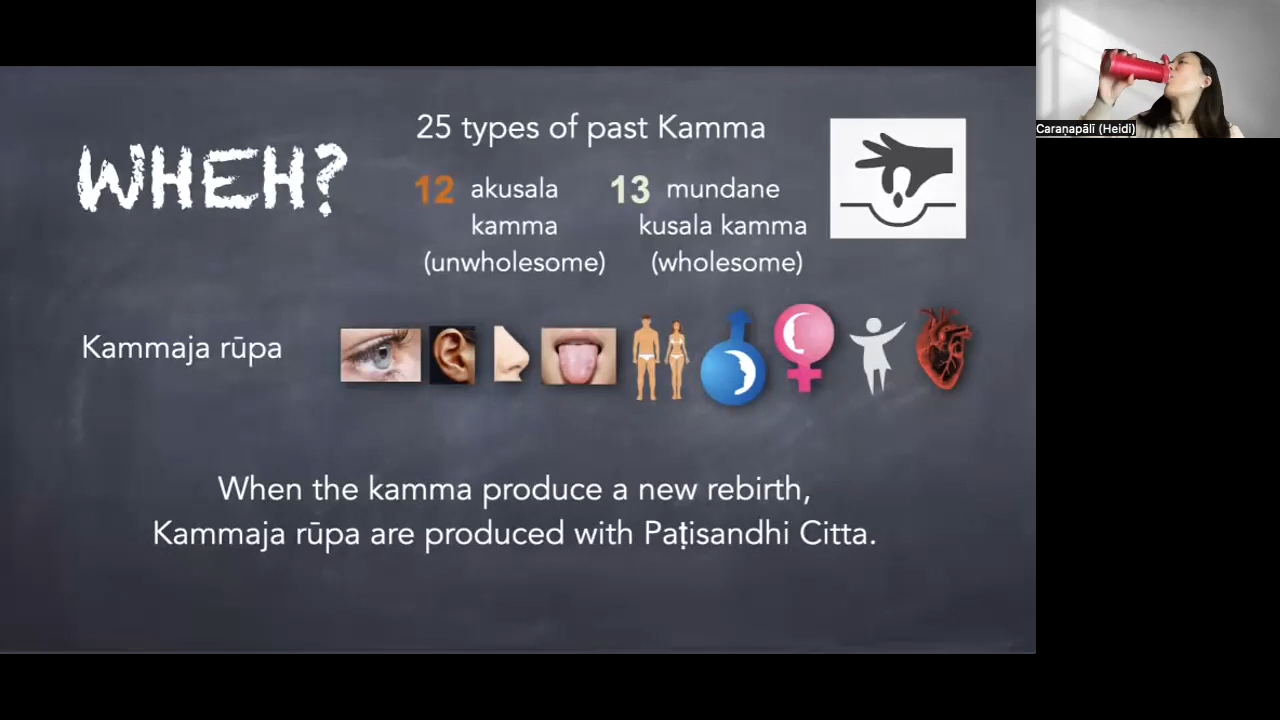 WHEH?
25 types of past Kamma
12 akusala
kamma
(unwholesome)
13 mundane
kusala kamma
(wholesome)
Kammaja rūpa
When the kamma produce a new rebirth,
Kammaja rūpa are produced with Paṭisandhi Citta.
Caraṇapālī (Heidi)